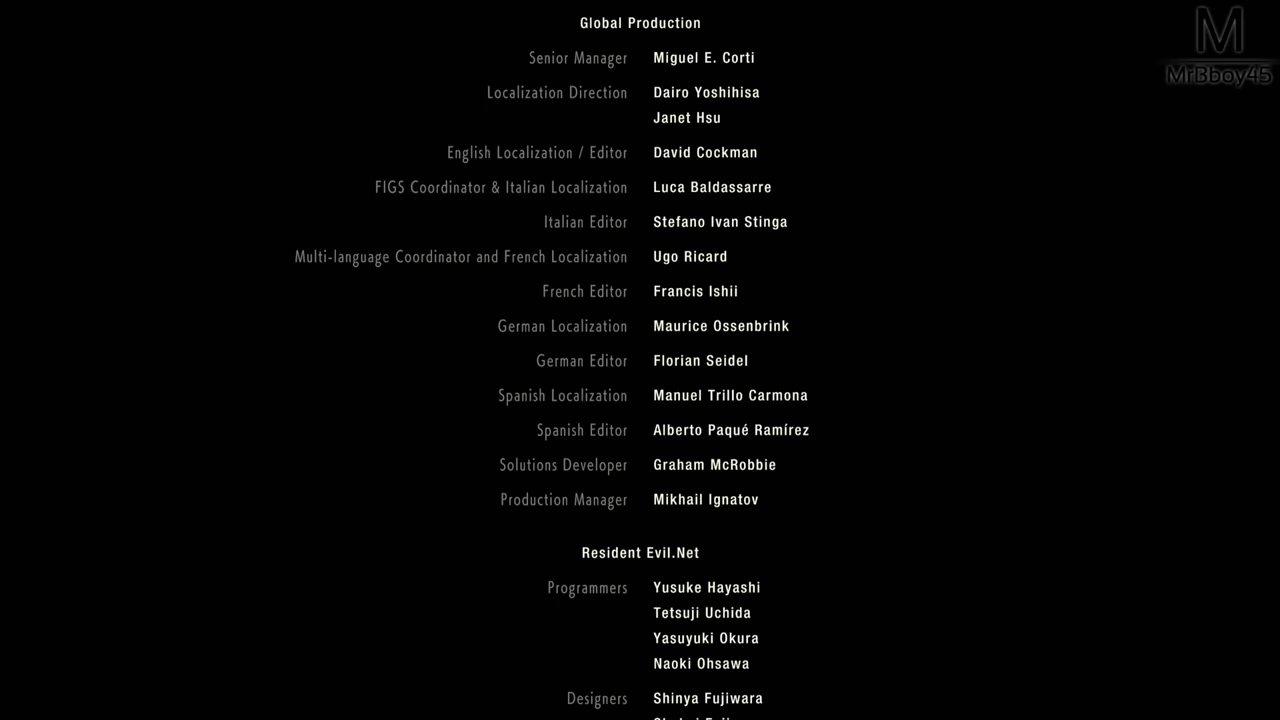 Global Production
Senior Manager Miguel E. Corti
Localization Direction Dairo Yoshihisa
Janet Hsu
English Localization / Editor David Cockman
FIGS Coordinator & Italian Localization Luca Baldassarre
Italian Editor Stefano Ivan Stinga
Multi-language Coordinator and French Localization Ugo Ricard
French Editor Francis Ishii
German Localization Maurice Ossenbrink
German Editor Florian Seidel
Spanish Localization Manuel Trillo Carmona
Spanish Editor Alberto Paqué Ramírez
Solutions Developer Graham McRobbie
Production Manager Mikhail Ignatov
Resident Evil.Net
Programmers Yusuke Hayashi
Tetsuji Uchida
Yasuyuki Okura
Naoki Ohsawa
Designers Shinya Fujiwara
M
MrBboy45